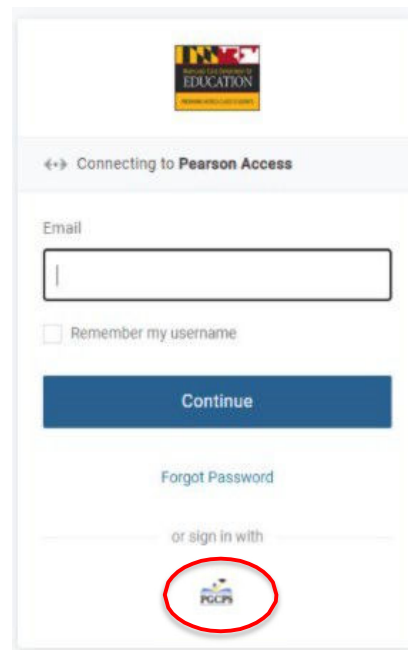 EDUCATION
Connecting to Pearson Access
Email
Remember my username
Continue
Forgot Password
or sign in with
PGCPS